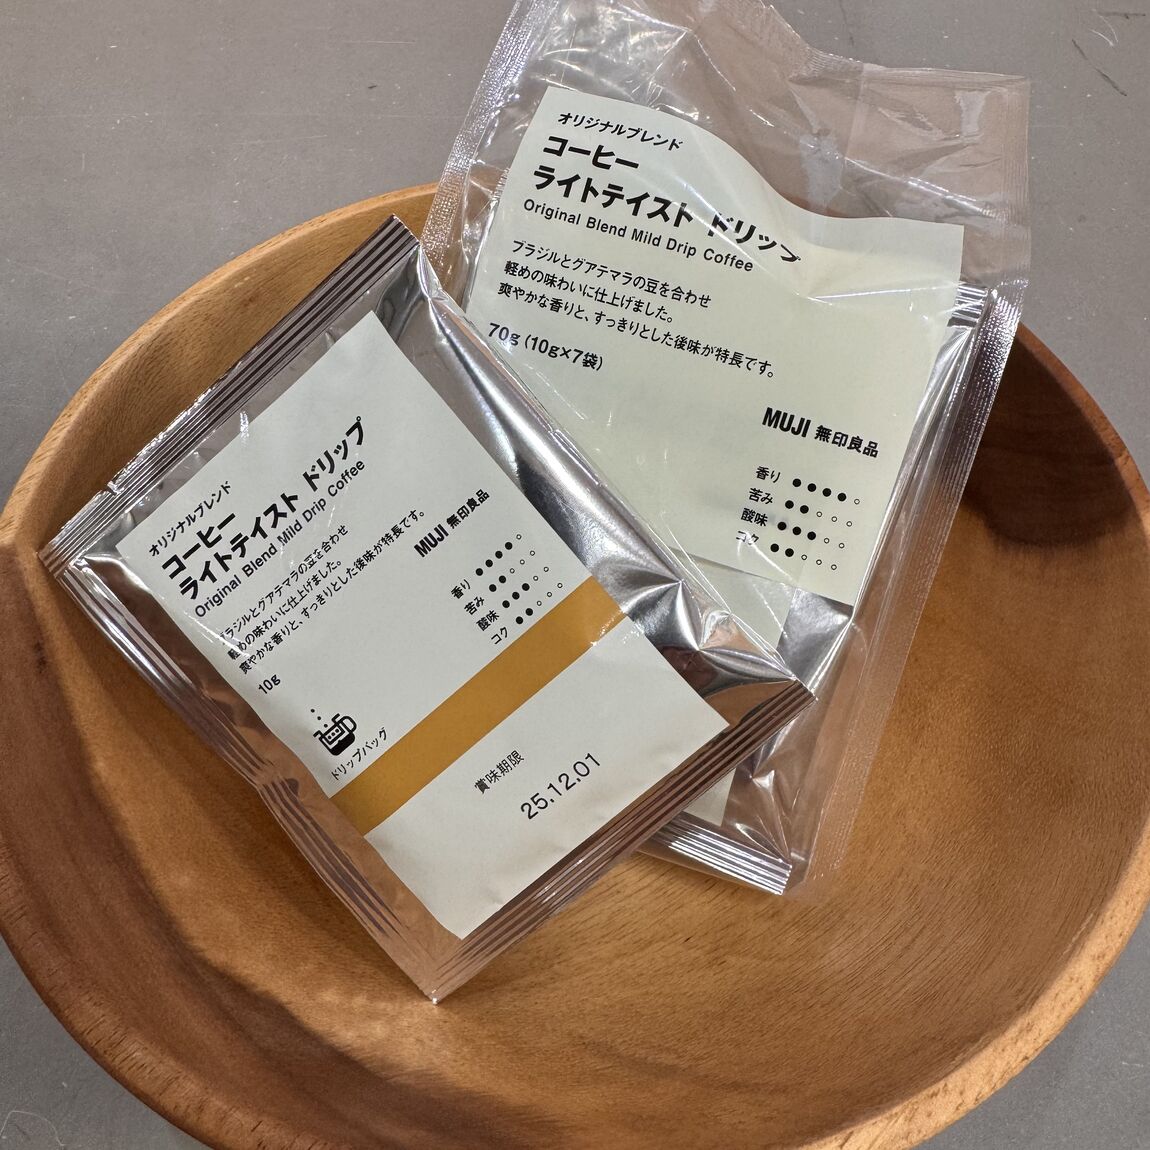 オリジナルブレンド
コーヒー
ライトテイスト ドリップ
Original Blend Mild Drip Coffee
ブラジルとグアテマラの豆を合わせ
軽めの味わいに仕上げました。
爽やかな香りと、すっきりとした後味が特長です。
70g (10g×7袋)
MUJI 無印良品
香り ●●●●○
苦み ●●○○○
酸味 ●●●○○
コク ●●○○○
オリジナルブレンド
コーヒー
ライトテイスト ドリップ
Original Blend Mild Drip Coffee
ブラジルとグアテマラの豆を合わせ
軽めの味わいに仕上げました。
爽やかな香りと、すっきりとした後味が特長です。
10g
MUJI 無印良品
香り ●●●●○
苦み ●●○○○
酸味 ●●●○○
コク ●●○○○
ドリップバッグ
賞味期限
25.12.01